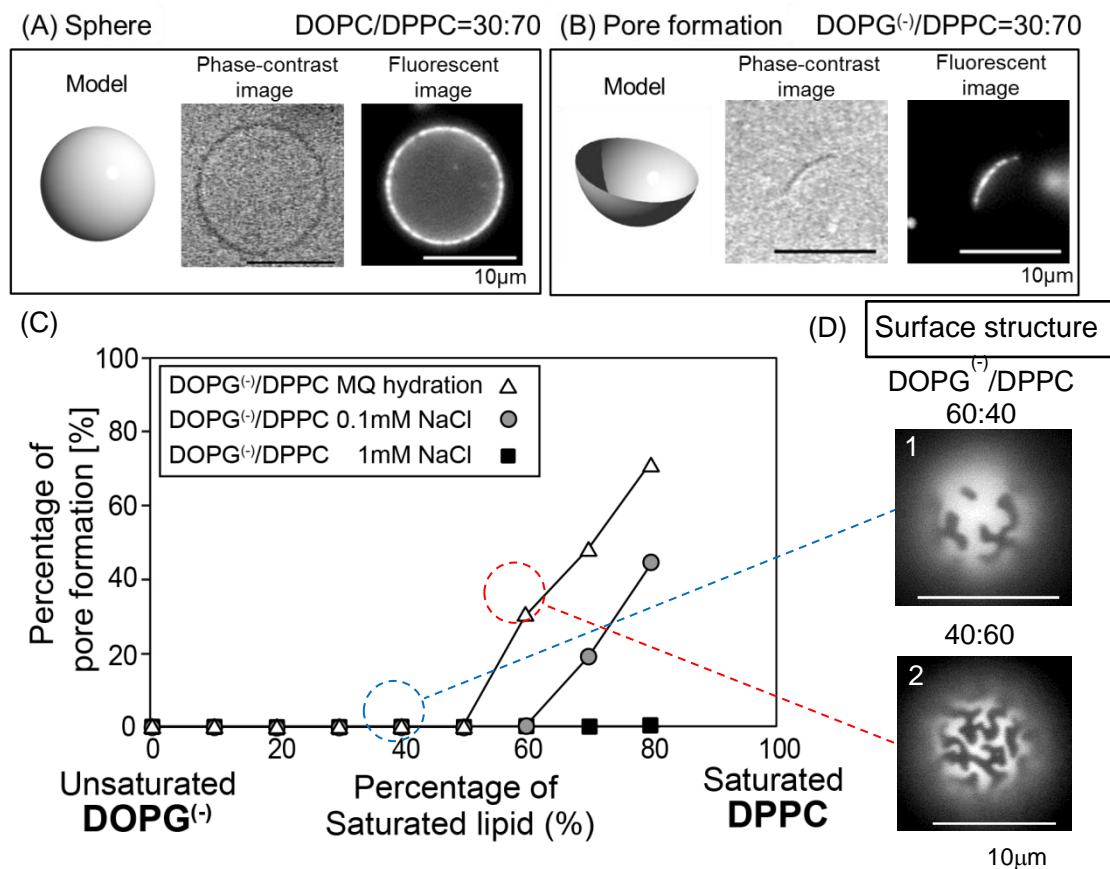 (A) Sphere DOPC/DPPC=30:70
Model
Phase-contrast
image
Fluorescent
image
10μm
(B) Pore formation DOPG(-)/DPPC=30:70
Model
Phase-contrast
image
Fluorescent
image
10μm
(C)
Percentage of
pore formation [%]
100
80
60
40
20
0
DOPG(-)/DPPC MQ hydration
DOPG(-)/DPPC 0.1mM NaCl
DOPG(-)/DPPC 1mM NaCl
0 20 40 60 80 100
Unsaturated
DOPG(-)
Percentage of
Saturated lipid (%)
Saturated
DPPC
(D) Surface structure
DOPG(-)/DPPC
60:40
1
40:60
2
10μm